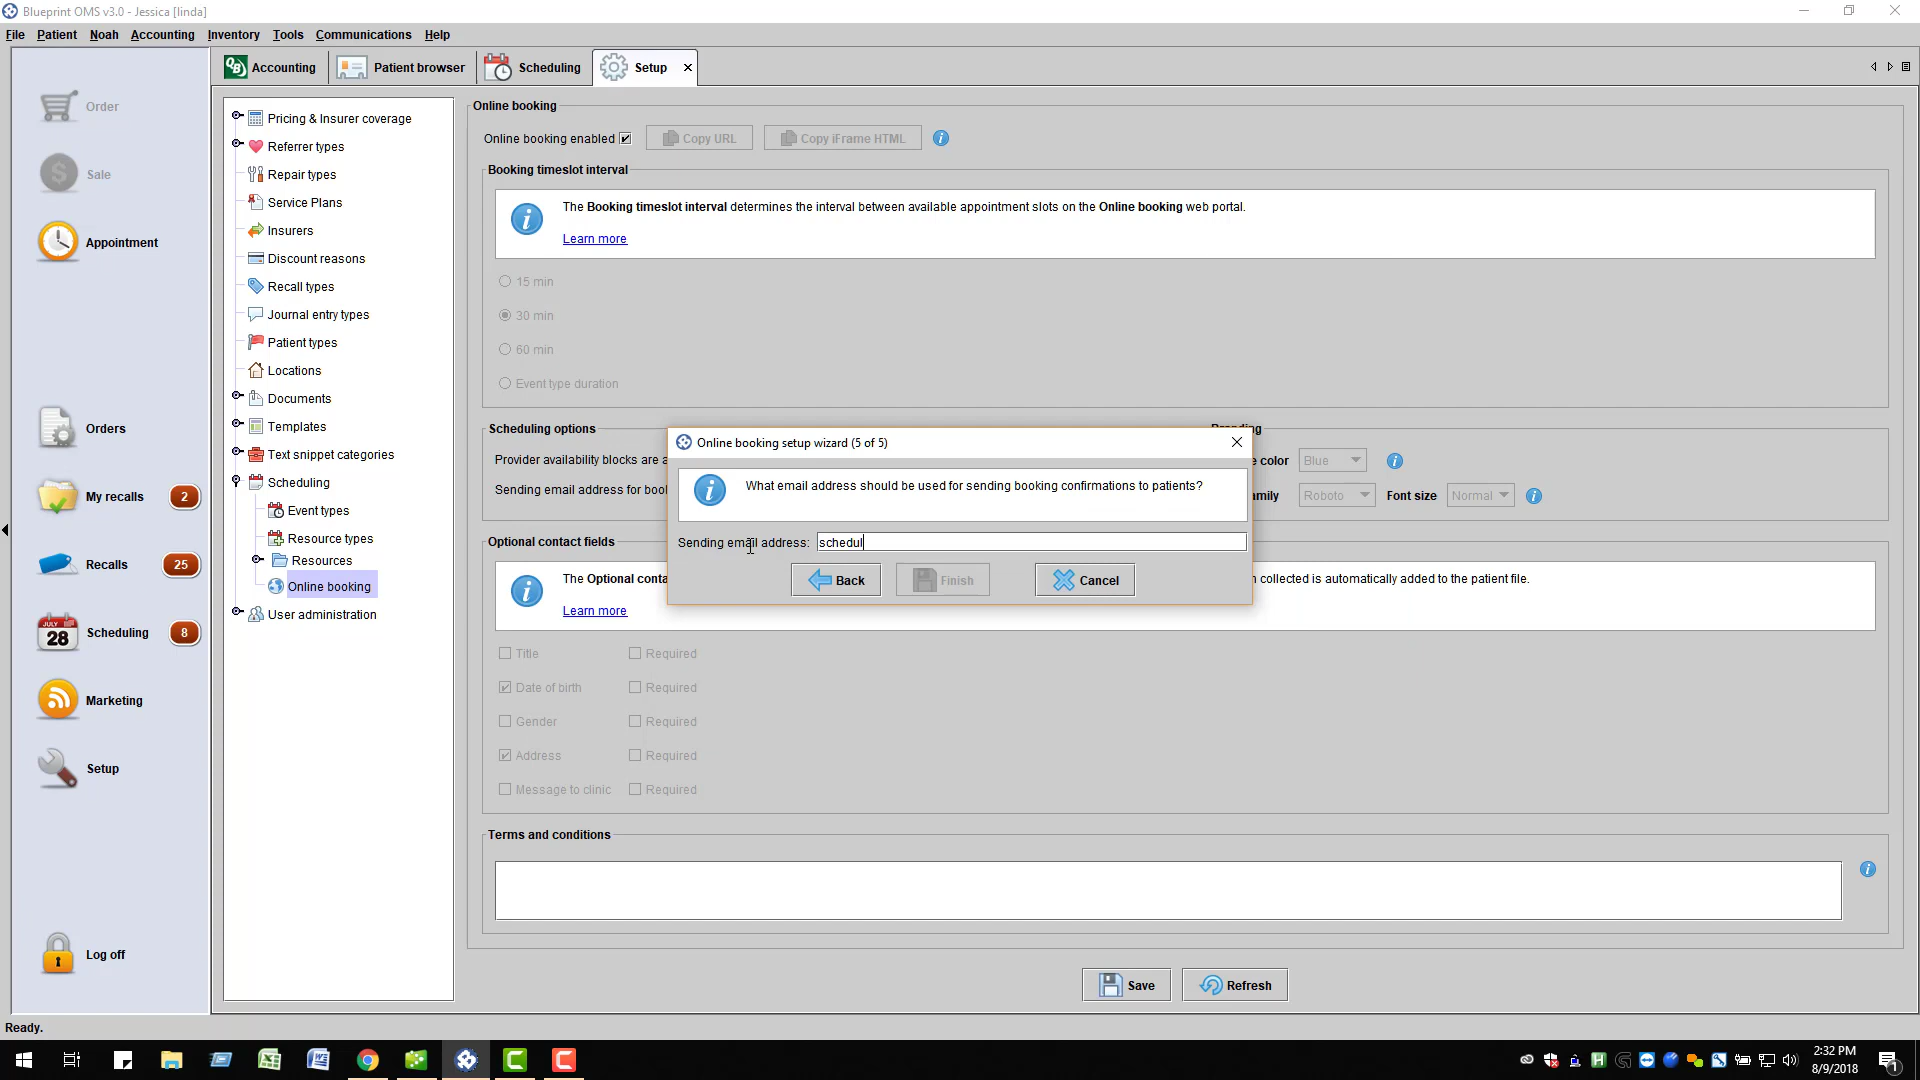 Blueprint OMS v3.0 - Jessica [linda]
File Patient Noah Accounting Inventory Tools Communications Help
Accounting Patient browser Scheduling Setup
Order
Sale
Appointment
Orders
My recalls 2
Recalls 25
JULY 28 Scheduling 8
Marketing
Setup
Log off
Pricing & Insurer coverage
Referrer types
Repair types
Service Plans
Insurers
Discount reasons
Recall types
Journal entry types
Patient types
Locations
Documents
Templates
Text snippet categories
Scheduling
Event types
Resource types
Resources
Online booking
User administration
Online booking
Online booking enabled Copy URL Copy iFrame HTML
Booking timeslot interval
The Booking timeslot interval determines the interval between available appointment slots on the Online booking web portal.
Learn more
15 min
30 min
60 min
Event type duration
Scheduling options
Provider availability blocks are a
Sending email address for boo
e color Blue
amily Roboto Font size Normal
Online booking setup wizard (5 of 5)
What email address should be used for sending booking confirmations to patients?
Sending email address: schedul
Back Finish Cancel
Optional contact fields
The Optional conta
collected is automatically added to the patient file.
Learn more
Title Required
Date of birth Required
Gender Required
Address Required
Message to clinic Required
Terms and conditions
Save Refresh
Ready.
2:32 PM
8/9/2018
1